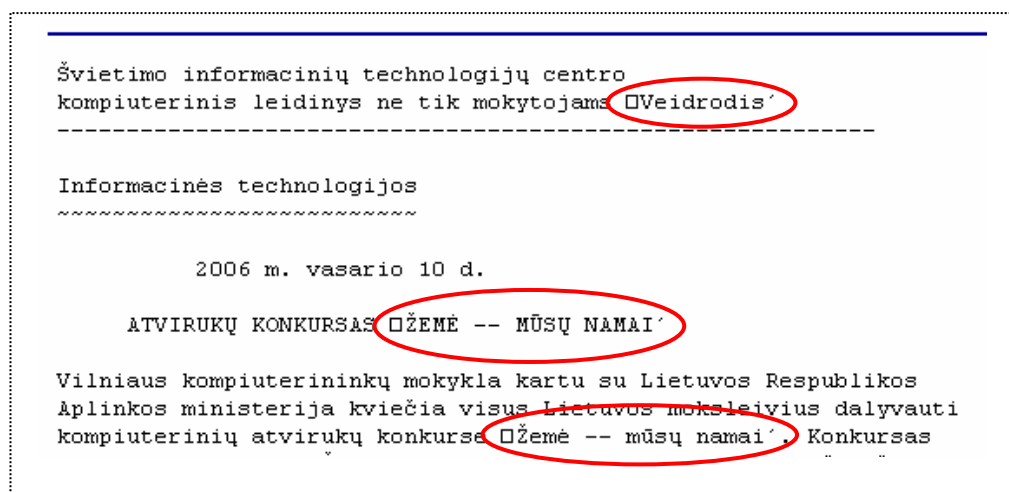 Švietimo informacinių technologijų centro
kompiuterinis leidinys ne tik mokytojams □Veidrodis´
-----------------------------------------------------------
Informacinės technologijos
~~~~~~~~~~~~~~~~~~~~~~~~~~
2006 m. vasario 10 d.
ATVIRUKŲ KONKURSAS □ŽEMĖ -- MŪSŲ NAMAI´
Vilniaus kompiuterininkų mokykla kartu su Lietuvos Respublikos
Aplinkos ministerija kviečia visus Lietuvos moksleivius dalyvauti
kompiuterinių atvirukų konkurse □Žemė -- mūsų namai´. Konkursas